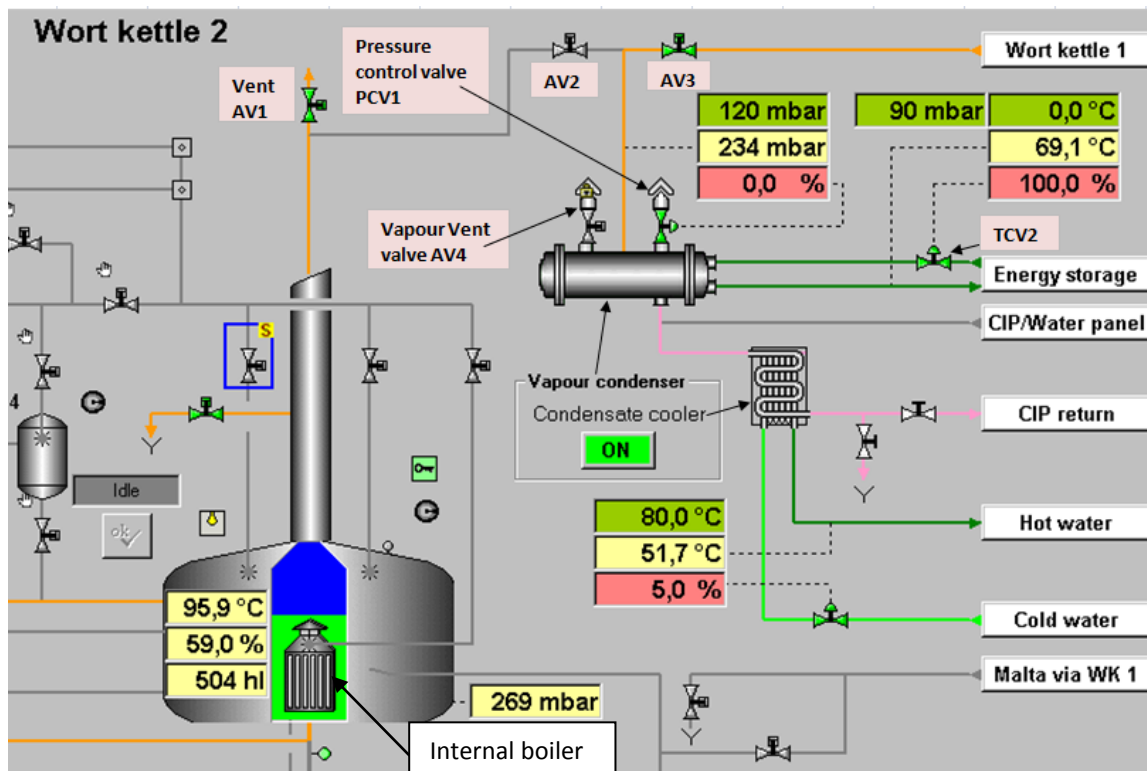 Wort kettle 2
Pressure
control valve
PCV1
Vent
AV1
AV2
AV3
Wort kettle 1
120 mbar
234 mbar
0,0 %
90 mbar
0,0 °C
69,1 °C
100,0 %
Vapour Vent
valve AV4
TCV2
Energy storage
CIP/Water panel
S
Vapour condenser
Condensate cooler
ON
CIP return
4
Idle
ok
80,0 °C
51,7 °C
5,0 %
Hot water
Cold water
95,9 °C
59,0 %
504 hl
269 mbar
Malta via WK 1
Internal boiler